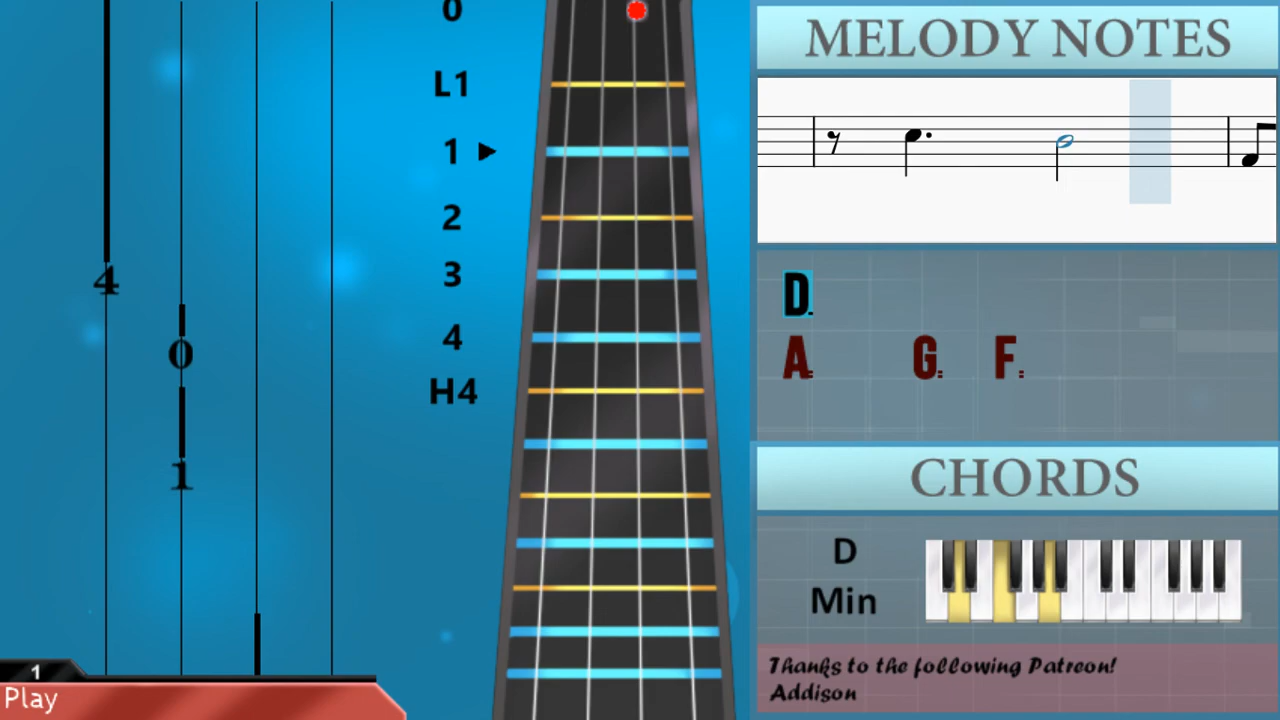 0
L1
1 ►
2
3
4
H4
4
0
1
1
Play
MELODY NOTES
D.
A: G: F:
CHORDS
D
Min
Thanks to the following Patreon!
Addison